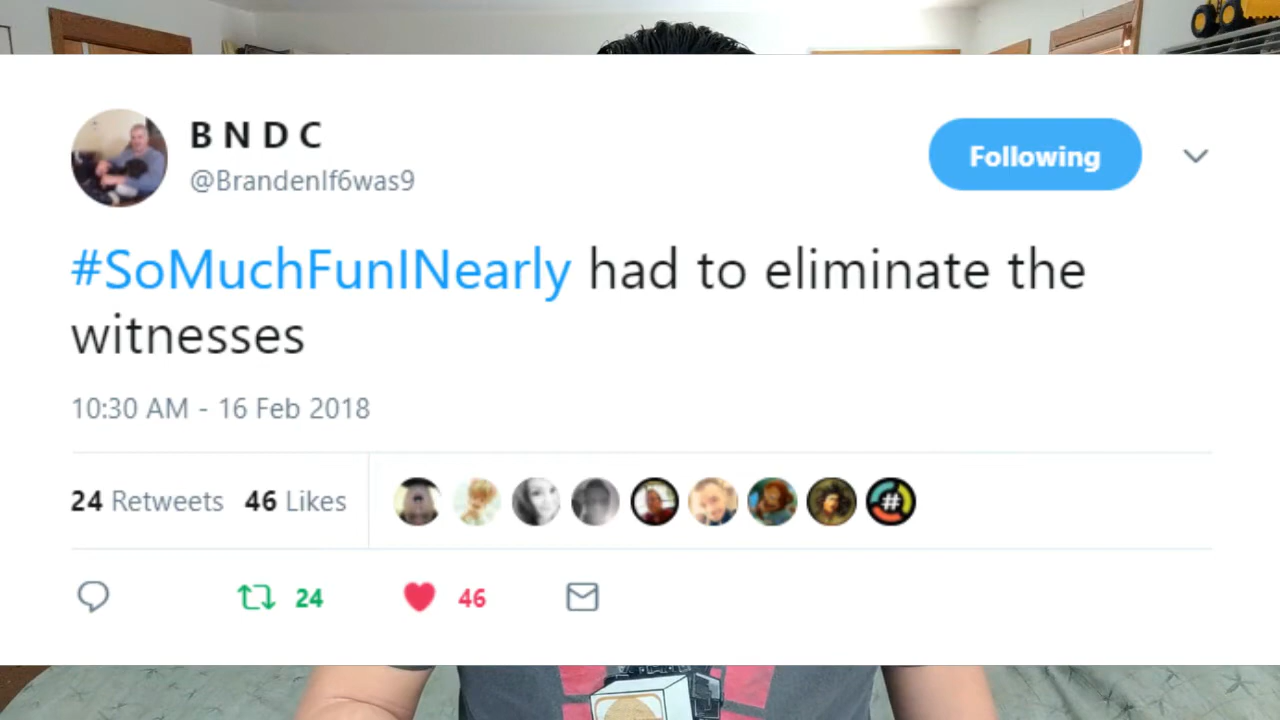 B N D C
@BrandenIf6was9
Following
#SoMuchFunINearly had to eliminate the
witnesses
10:30 AM - 16 Feb 2018
24 Retweets 46 Likes
#
24
46